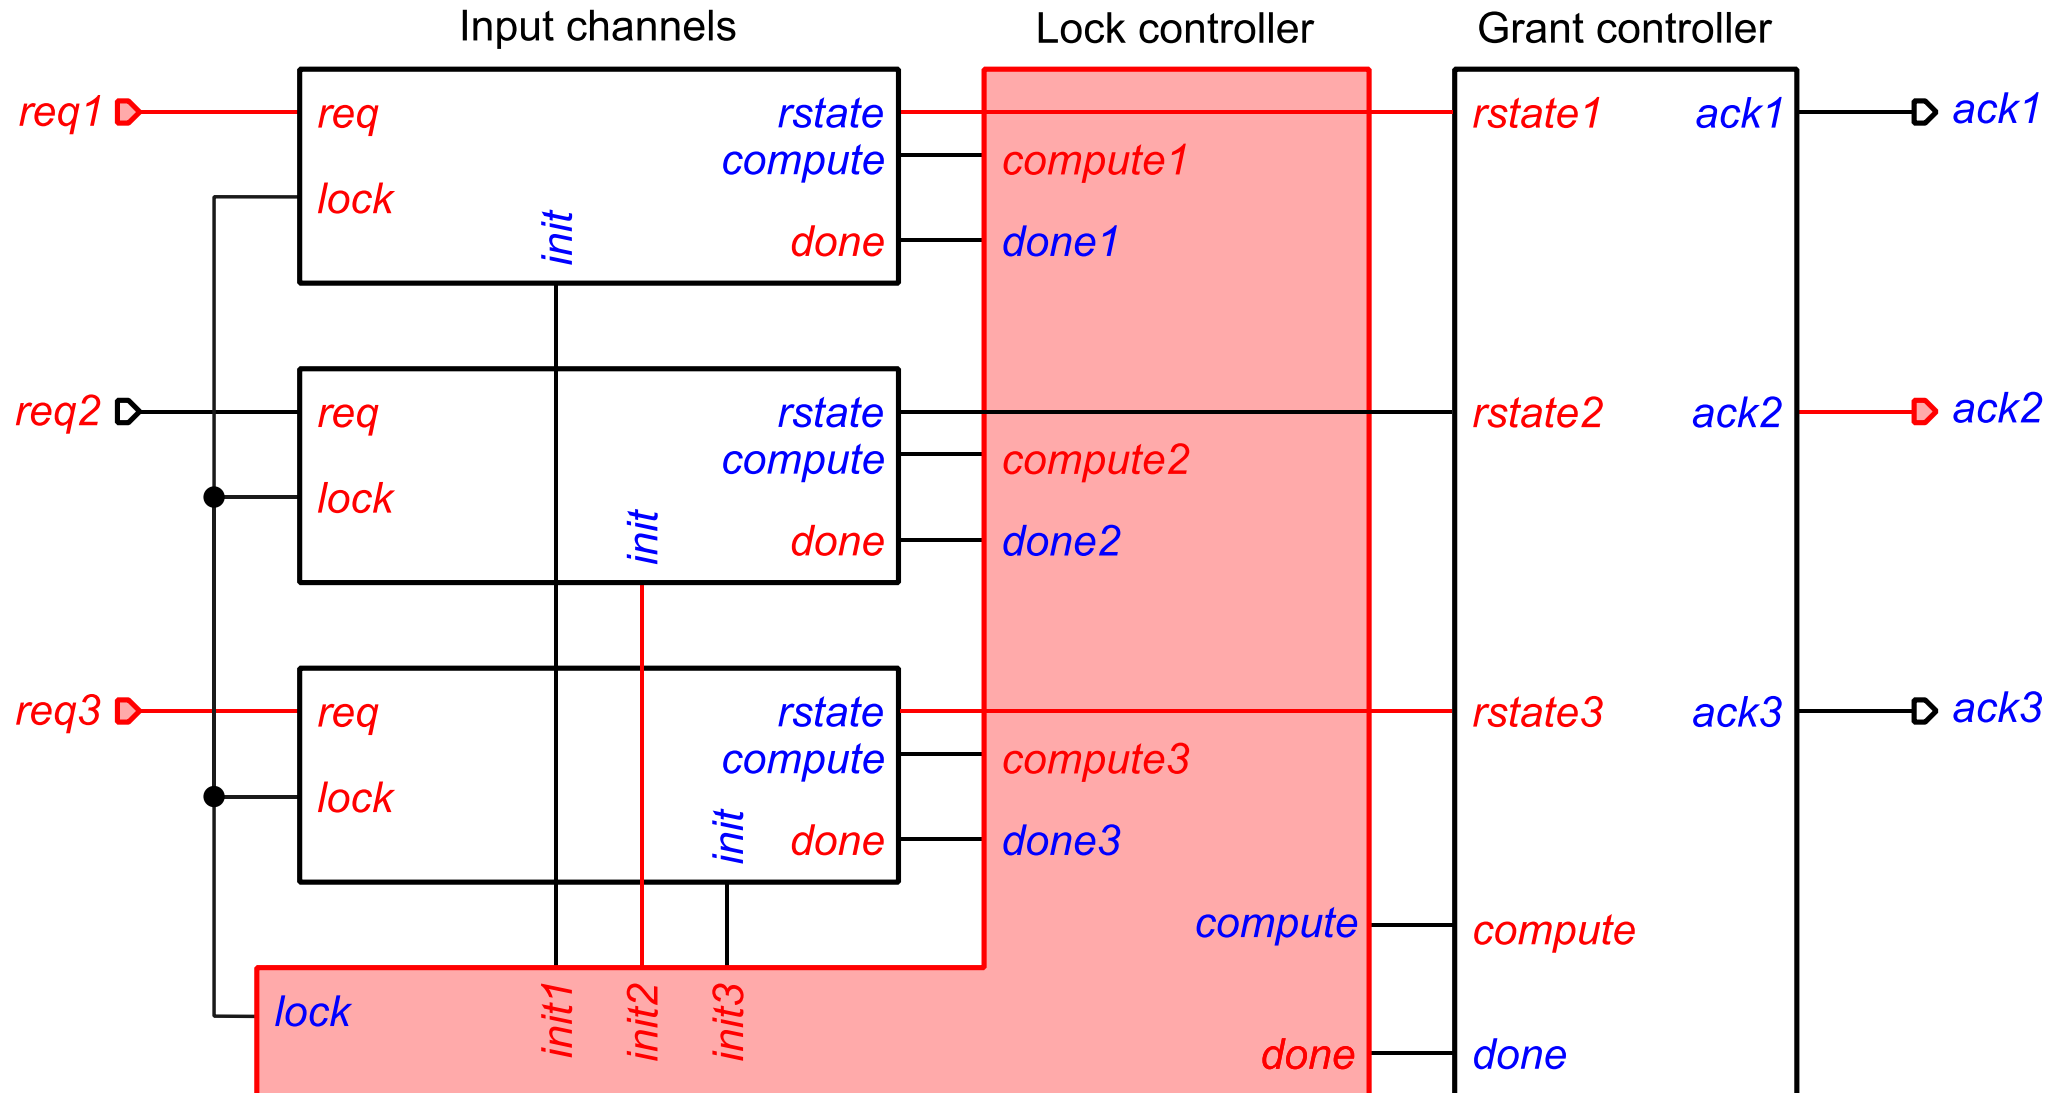 Input channels Lock controller Grant controller
req1 req rstate rstate1 ack1 ack1
compute compute1
lock
init done done1
req2 req rstate rstate2 ack2 ack2
compute compute2
lock
init done done2
req3 req rstate rstate3 ack3 ack3
compute compute3
lock
init done done3
compute compute
lock init1 init2 init3
done done